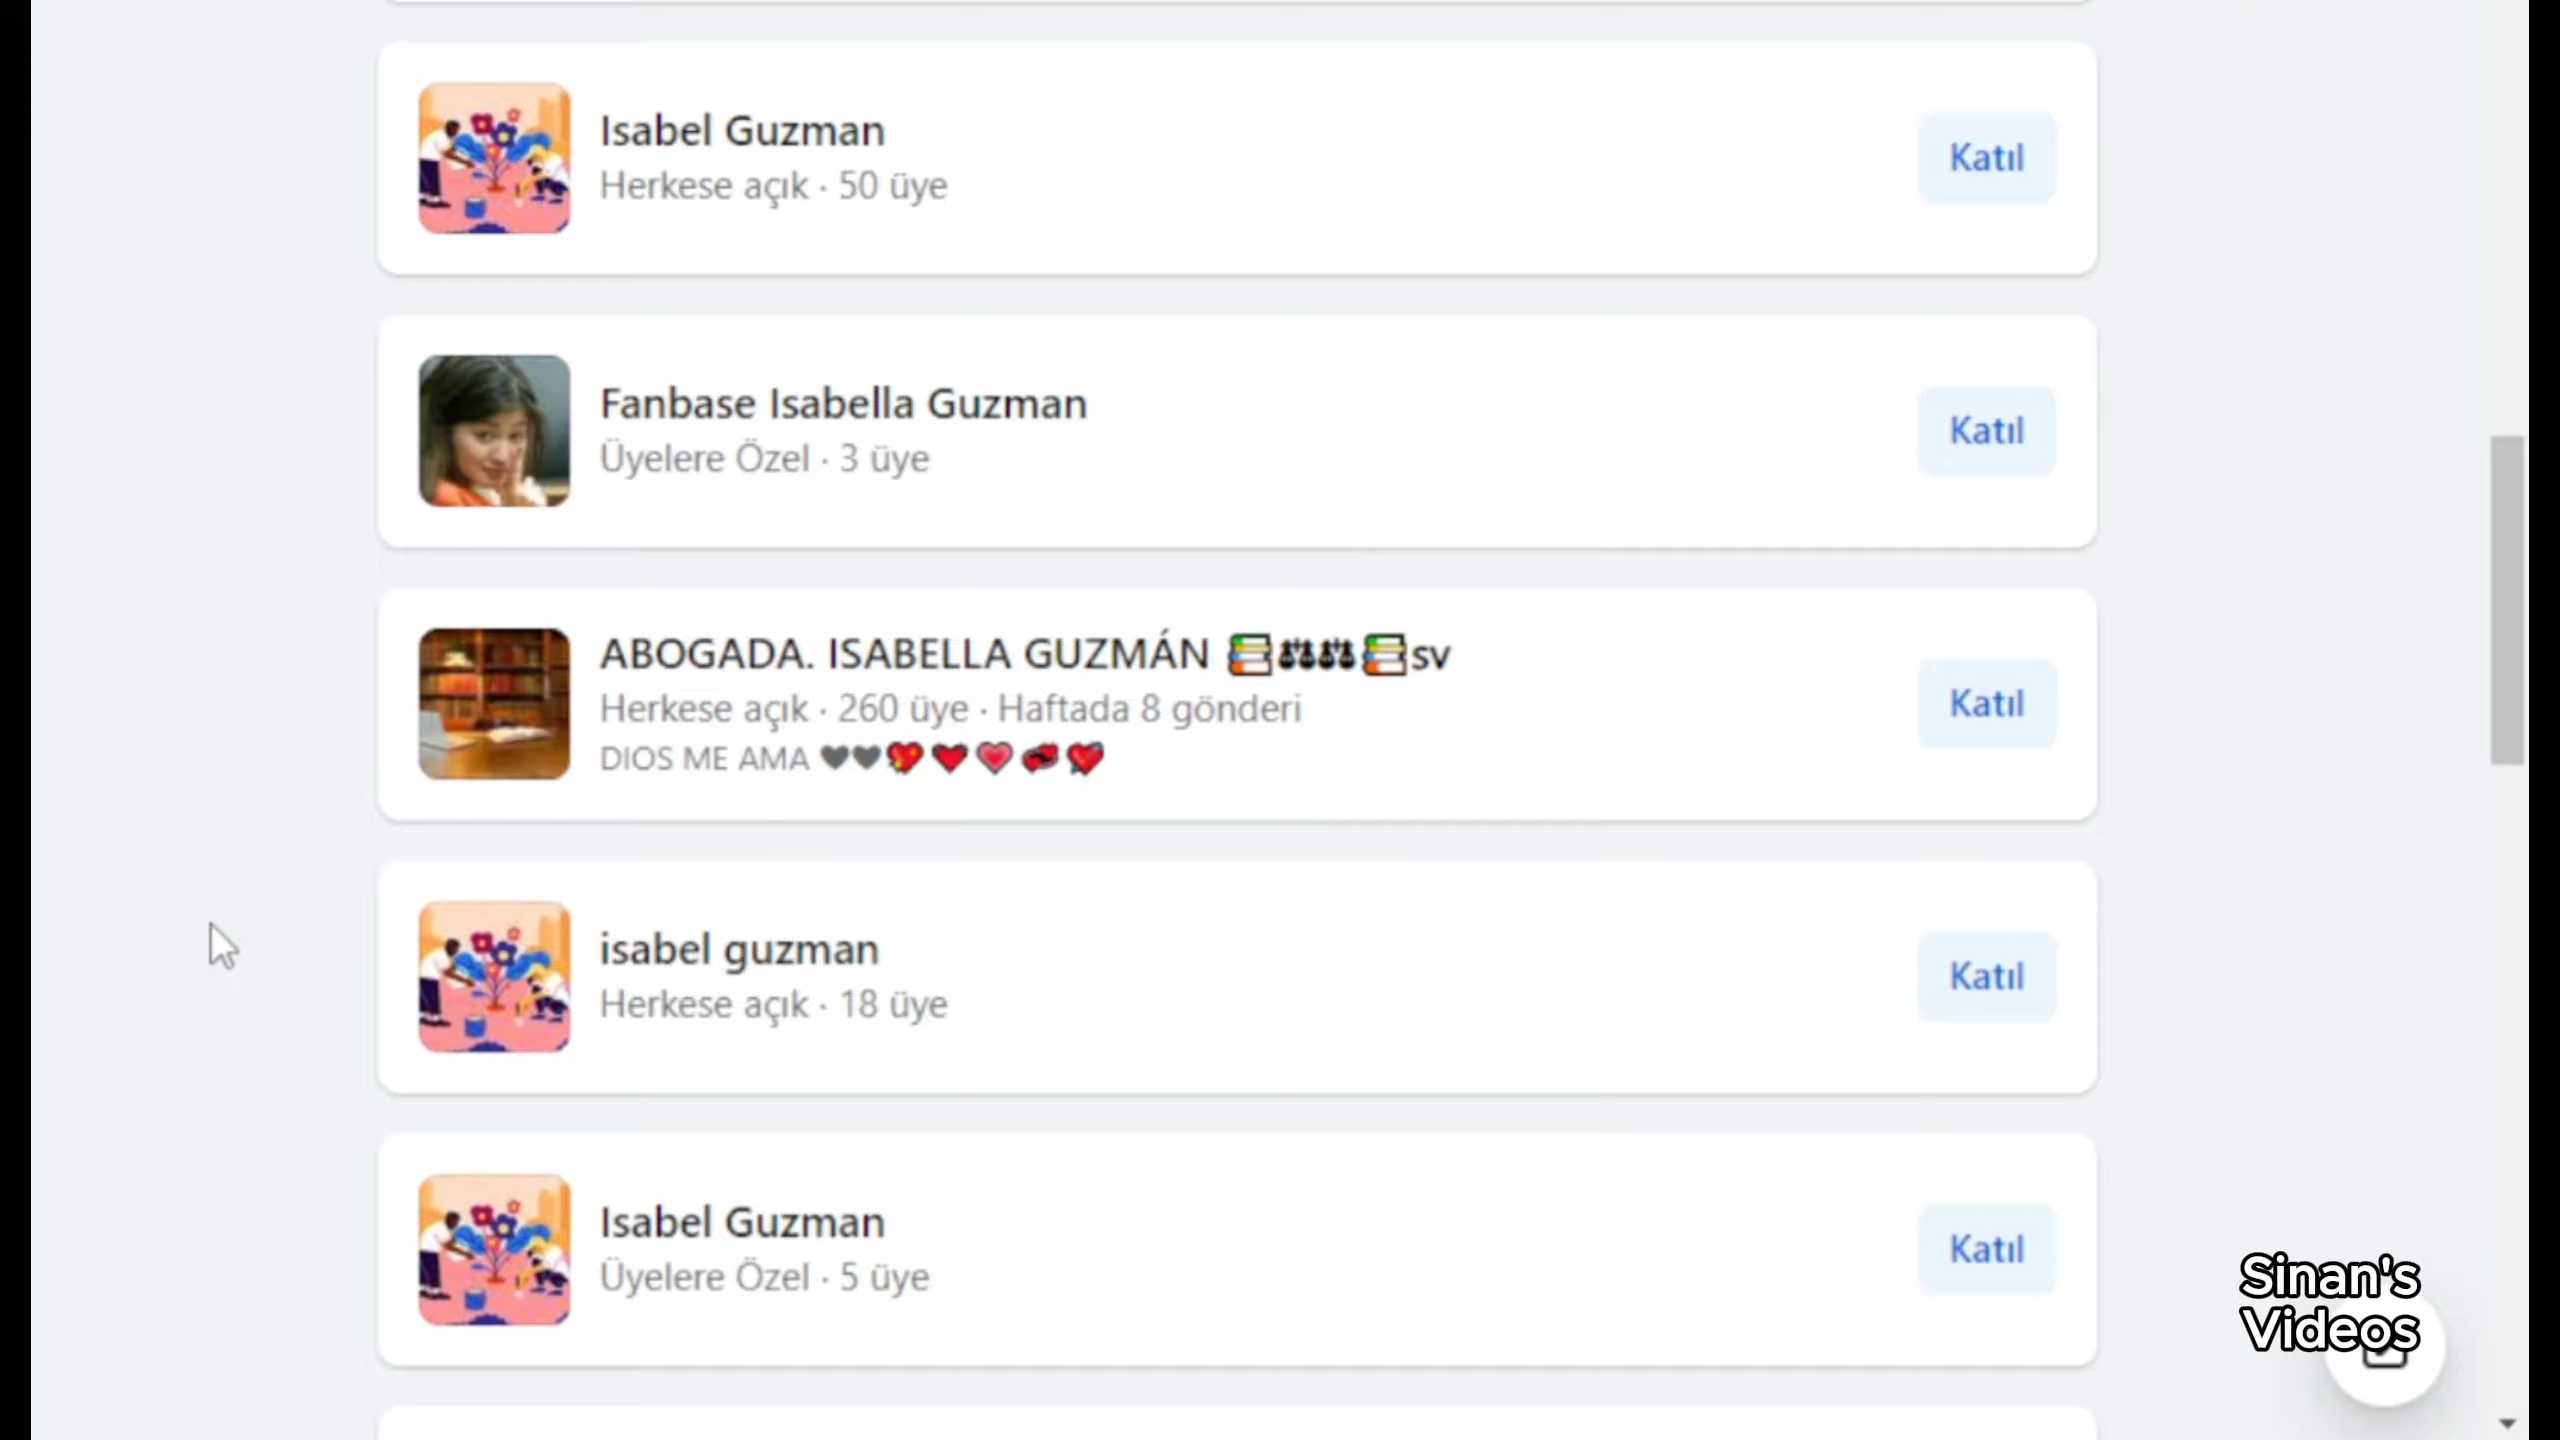 Isabel Guzman
Herkese açık · 50 üye
Katıl
Fanbase Isabella Guzman
Üyelere Özel · 3 üye
Katıl
ABOGADA. ISABELLA GUZMÁN 📚⚖⚖📚sv
Herkese açık · 260 üye · Haftada 8 gönderi
DIOS ME AMA 🖤🖤💖❤💗💞💘
Katıl
isabel guzman
Herkese açık · 18 üye
Katıl
Isabel Guzman
Üyelere Özel · 5 üye
Katıl
Sinan's
Videos